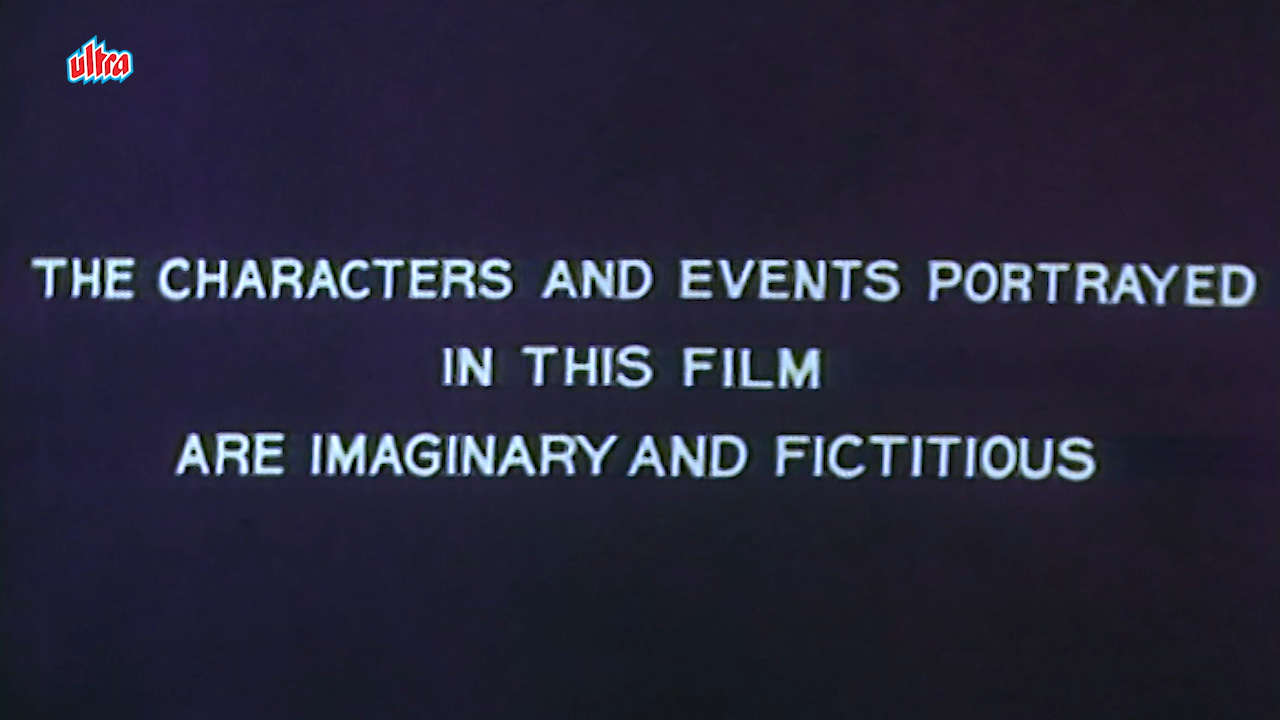 ultra
THE CHARACTERS AND EVENTS PORTRAYED
IN THIS FILM
ARE IMAGINARY AND FICTITIOUS